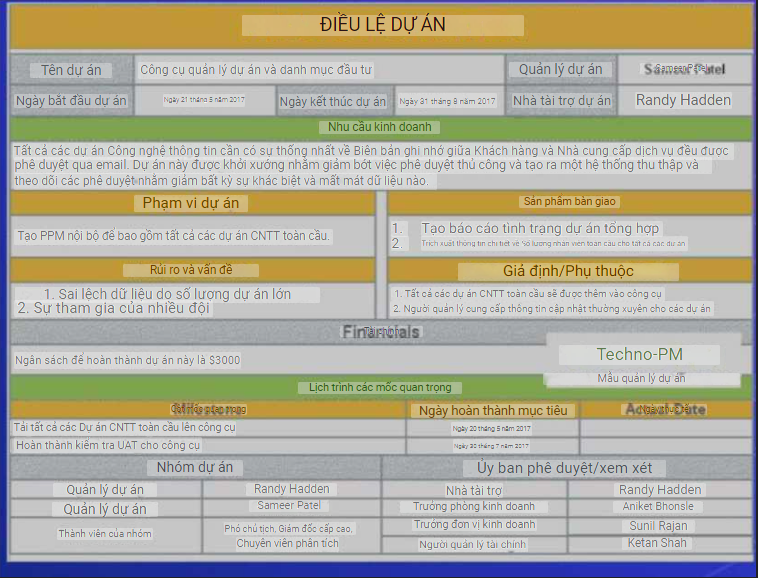 ĐIỀU LỆ DỰ ÁN
Tên dự án
Công cụ quản lý dự án và danh mục đầu tư
Quản lý dự án
Sameer Patel
Ngày bắt đầu dự án
Ngày 21 tháng 5 năm 2017
Ngày kết thúc dự án
Ngày 31 tháng 8 năm 2017
Nhà tài trợ dự án
Randy Hadden
Nhu cầu kinh doanh
Tất cả các dự án Công nghệ thông tin cần có sự thống nhất về Biên bản ghi nhớ giữa Khách hàng và Nhà cung cấp dịch vụ đều được
phê duyệt qua email. Dự án này được khởi xướng nhằm giảm bớt việc phê duyệt thủ công và tạo ra một hệ thống thu thập và
theo dõi các phê duyệt nhằm giảm bất kỳ sự khác biệt và mất mát dữ liệu nào.
Phạm vi dự án
Sản phẩm bàn giao
Tạo PPM nội bộ để bao gồm tất cả các dự án CNTT toàn cầu.
1. Tạo báo cáo tình trạng dự án tổng hợp
2. Trích xuất thông tin chi tiết về Số lượng nhân viên toàn cầu cho tất cả các dự án
Rủi ro và vấn đề
Giả định/Phụ thuộc
1. Sai lệch dữ liệu do số lượng dự án lớn
2. Sự tham gia của nhiều đội
1. Tất cả các dự án CNTT toàn cầu sẽ được thêm vào công cụ
2. Người quản lý cung cấp thông tin cập nhật thường xuyên cho các dự án
Financials
Ngân sách để hoàn thành dự án này là $3000
Techno-PM
Mẫu quản lý dự án
Lịch trình các mốc quan trọng
Ngày hoàn thành mục tiêu
Actual Date
Tải tất cả các Dự án CNTT toàn cầu lên công cụ
Ngày 20 tháng 5 năm 2017
Hoàn thành kiểm tra UAT cho công cụ
Ngày 30 tháng 7 năm 2017
Nhóm dự án
Ủy ban phê duyệt/xem xét
Quản lý dự án
Randy Hadden
Nhà tài trợ
Randy Hadden
Quản lý dự án
Sameer Patel
Trưởng phòng kinh doanh
Aniket Bhonsle
Thành viên của nhóm
Phó chủ tịch, Giám đốc cấp cao,
Chuyên viên phân tích
Trưởng đơn vị kinh doanh
Sunil Rajan
Người quản lý tài chính
Ketan Shah